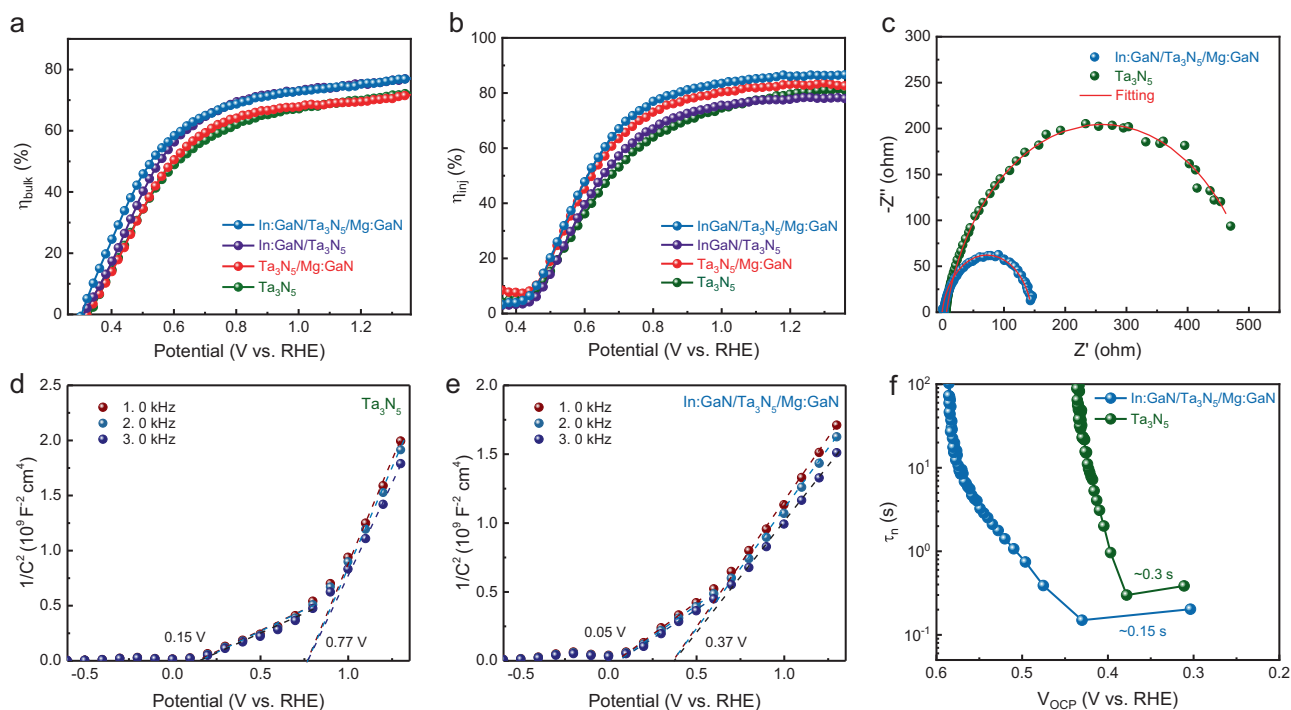 a
80
60
40
20
0
η_bulk (%)
In:GaN/Ta₃N₅/Mg:GaN
In:GaN/Ta₃N₅
Ta₃N₅/Mg:GaN
Ta₃N₅
0.4 0.6 0.8 1.0 1.2
Potential (V vs. RHE)
b
100
80
60
40
20
0
η_inj (%)
In:GaN/Ta₃N₅/Mg:GaN
InGaN/Ta₃N₅
Ta₃N₅/Mg:GaN
Ta₃N₅
0.4 0.6 0.8 1.0 1.2
Potential (V vs. RHE)
c
300
250
200
150
100
50
0
-Z'' (ohm)
In:GaN/Ta₃N₅/Mg:GaN
Ta₃N₅
Fitting
0 100 200 300 400 500
Z' (ohm)
d
2.5
2.0
1.5
1.0
0.5
0.0
1/C² (10⁹ F⁻² cm⁴)
1. 0 kHz
2. 0 kHz
3. 0 kHz
Ta₃N₅
0.15 V
0.77 V
-0.5 0.0 0.5 1.0
Potential (V vs. RHE)
e
2.0
1.5
1.0
0.5
0.0
1/C² (10⁹ F⁻² cm⁴)
1. 0 kHz
2. 0 kHz
3. 0 kHz
In:GaN/Ta₃N₅/Mg:GaN
0.05 V
0.37 V
-0.5 0.0 0.5 1.0
Potential (V vs. RHE)
f
10²
10¹
10⁰
10⁻¹
τ_n (s)
In:GaN/Ta₃N₅/Mg:GaN
Ta₃N₅
~0.3 s
~0.15 s
0.6 0.5 0.4 0.3 0.2
V_OCP (V vs. RHE)